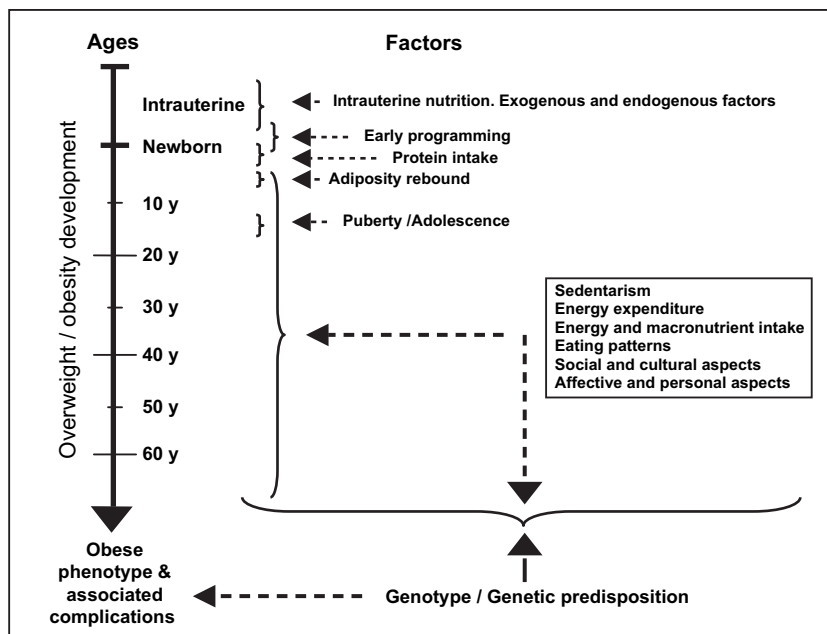 Ages
Factors
Overweight / obesity development
Intrauterine
Intrauterine nutrition. Exogenous and endogenous factors
Early programming
Newborn
Protein intake
Adiposity rebound
10 y
Puberty /Adolescence
20 y
30 y
40 y
50 y
60 y
Sedentarism
Energy expenditure
Energy and macronutrient intake
Eating patterns
Social and cultural aspects
Affective and personal aspects
Obese
phenotype &
associated
complications
Genotype / Genetic predisposition